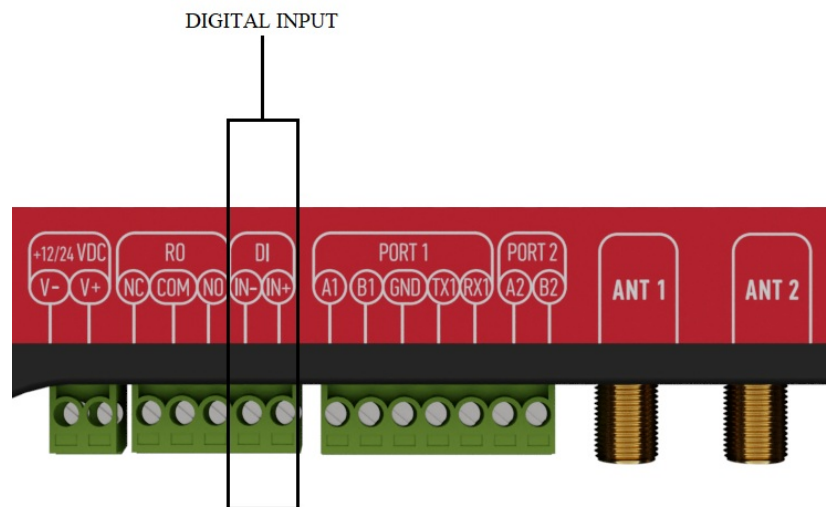 DIGITAL INPUT
+12/24 VDC RO DI PORT 1 PORT 2
V- V+ NC COM NO IN- IN+ A1 B1 GND TX1 RX1 A2 B2
ANT 1 ANT 2